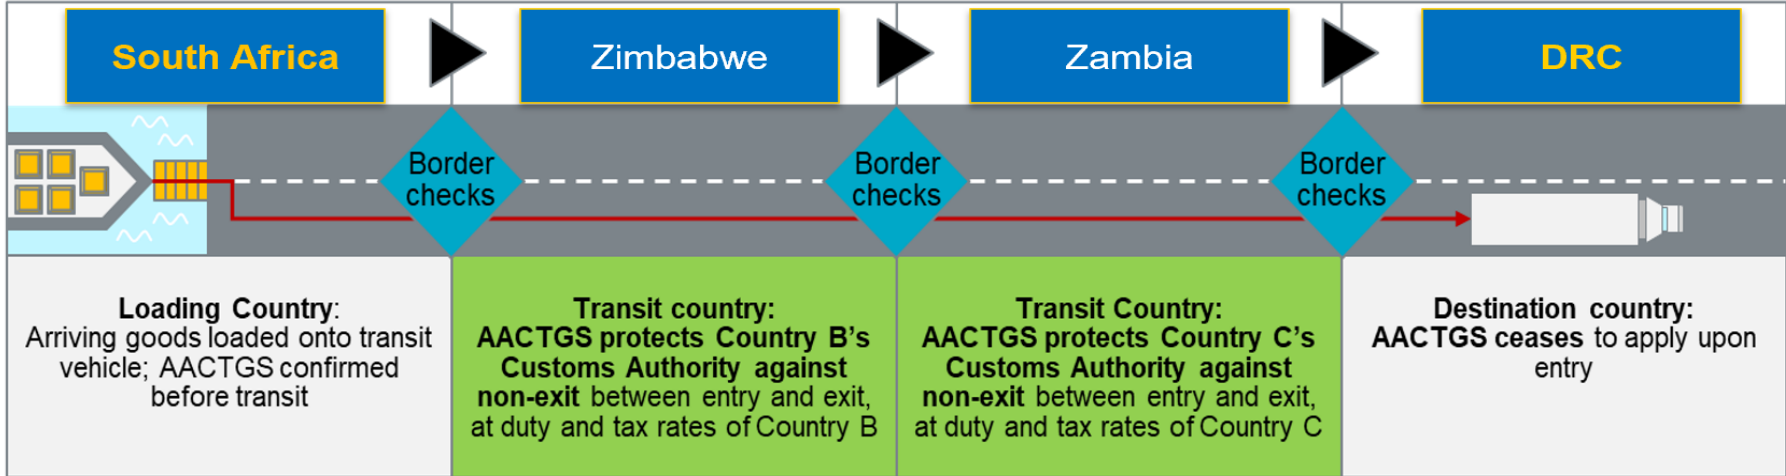 South Africa
Zimbabwe
Zambia
DRC
Border
checks
Border
checks
Border
checks
Loading Country:
Arriving goods loaded onto transit
vehicle; AACTGS confirmed
before transit
Transit country:
AACTGS protects Country B’s
Customs Authority against
non-exit between entry and exit,
at duty and tax rates of Country B
Transit Country:
AACTGS protects Country C’s
Customs Authority against
non-exit between entry and exit,
at duty and tax rates of Country C
Destination country:
AACTGS ceases to apply upon
entry